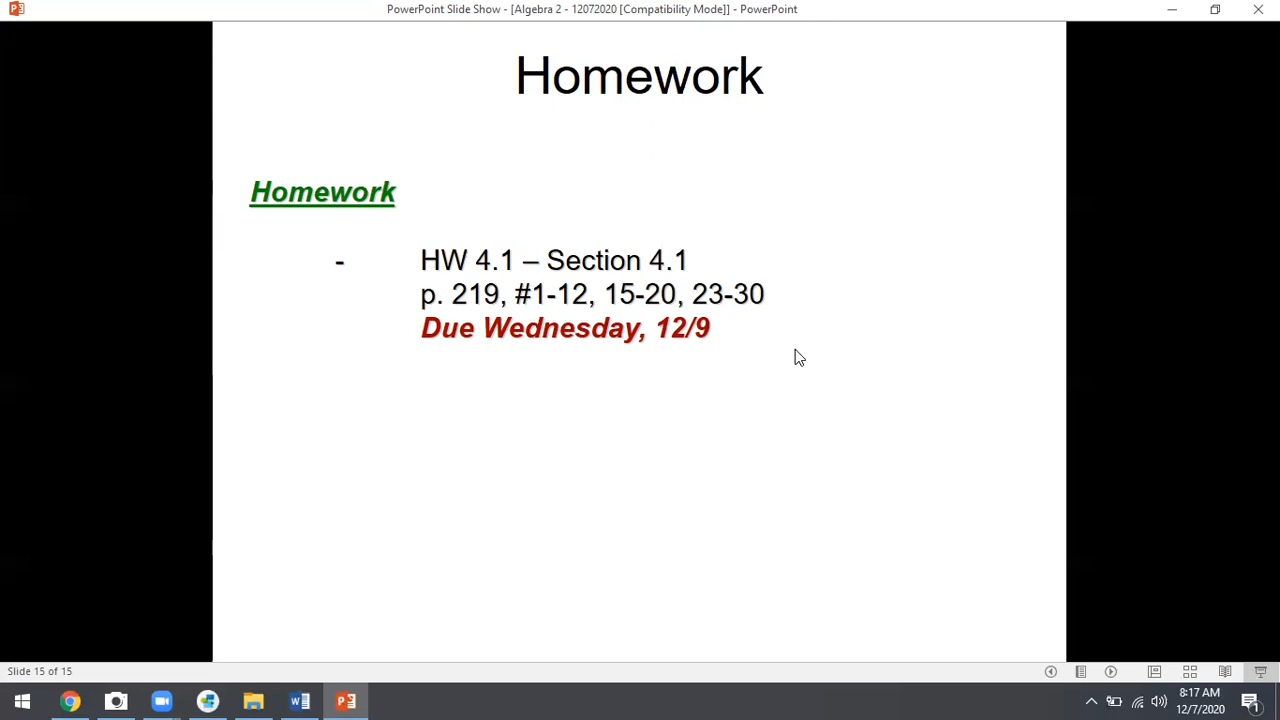 PowerPoint Slide Show - [Algebra 2 - 12072020 [Compatibility Mode]] - PowerPoint
Homework
Homework
- HW 4.1 – Section 4.1
p. 219, #1-12, 15-20, 23-30
Due Wednesday, 12/9
Slide 15 of 15
8:17 AM
12/7/2020
1